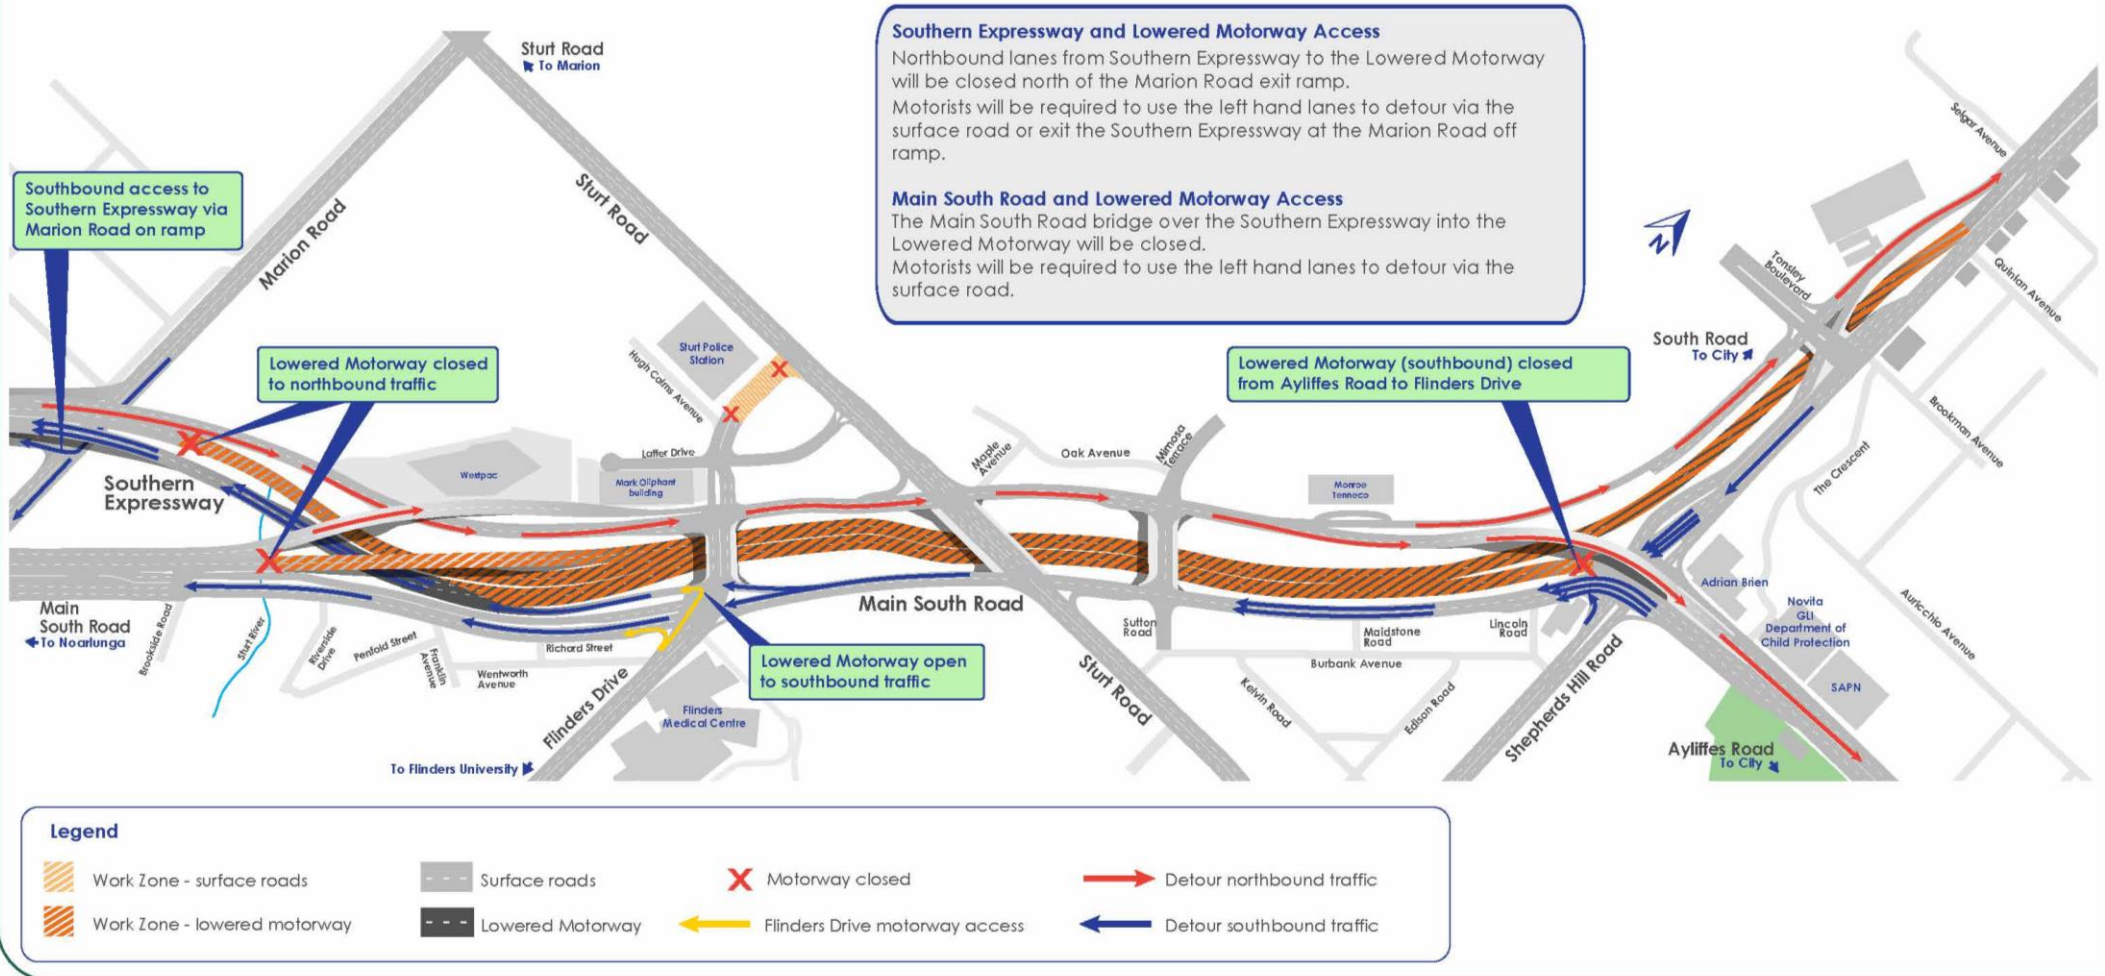 Southern Expressway and Lowered Motorway Access
Northbound lanes from Southern Expressway to the Lowered Motorway
will be closed north of the Marion Road exit ramp.
Motorists will be required to use the left hand lanes to detour via the
surface road or exit the Southern Expressway at the Marion Road off
ramp.
Main South Road and Lowered Motorway Access
The Main South Road bridge over the Southern Expressway into the
Lowered Motorway will be closed.
Motorists will be required to use the left hand lanes to detour via the
surface road.
Sturt Road
To Marion
Southbound access to
Southern Expressway via
Marion Road on ramp
Marion Road
Sturt Road
Selgar Avenue
N
Tonsley
Boulevard
Quinlan Avenue
South Road
To City
Sturt Police
Station
Hugh Cairns Avenue
Lowered Motorway closed
to northbound traffic
Lowered Motorway (southbound) closed
from Ayliffes Road to Flinders Drive
Brookman Avenue
The Crescent
Laffer Drive
Maple
Avenue
Oak Avenue
Mimosa
Terrace
Westpac
Mark Oliphant
building
Monroe
Tenneco
Southern
Expressway
Adrian Brien
Auricchio Avenue
Main
South Road
To Noarlunga
Brookside Road
Sturt River
Riverside
Drive
Penfold Street
Franklin
Avenue
Wentworth
Avenue
Richard Street
Main South Road
Sutton
Road
Maidstone
Road
Lincoln
Road
Burbank Avenue
Novita
GLI
Department of
Child Protection
SAPN
Lowered Motorway open
to southbound traffic
Flinders Drive
Flinders
Medical Centre
To Flinders University
Sturt Road
Kelvin Road
Edison Road
Shepherds Hill Road
Ayliffes Road
To City
Legend
Work Zone - surface roads
Surface roads
Motorway closed
Detour northbound traffic
Work Zone - lowered motorway
Lowered Motorway
Flinders Drive motorway access
Detour southbound traffic